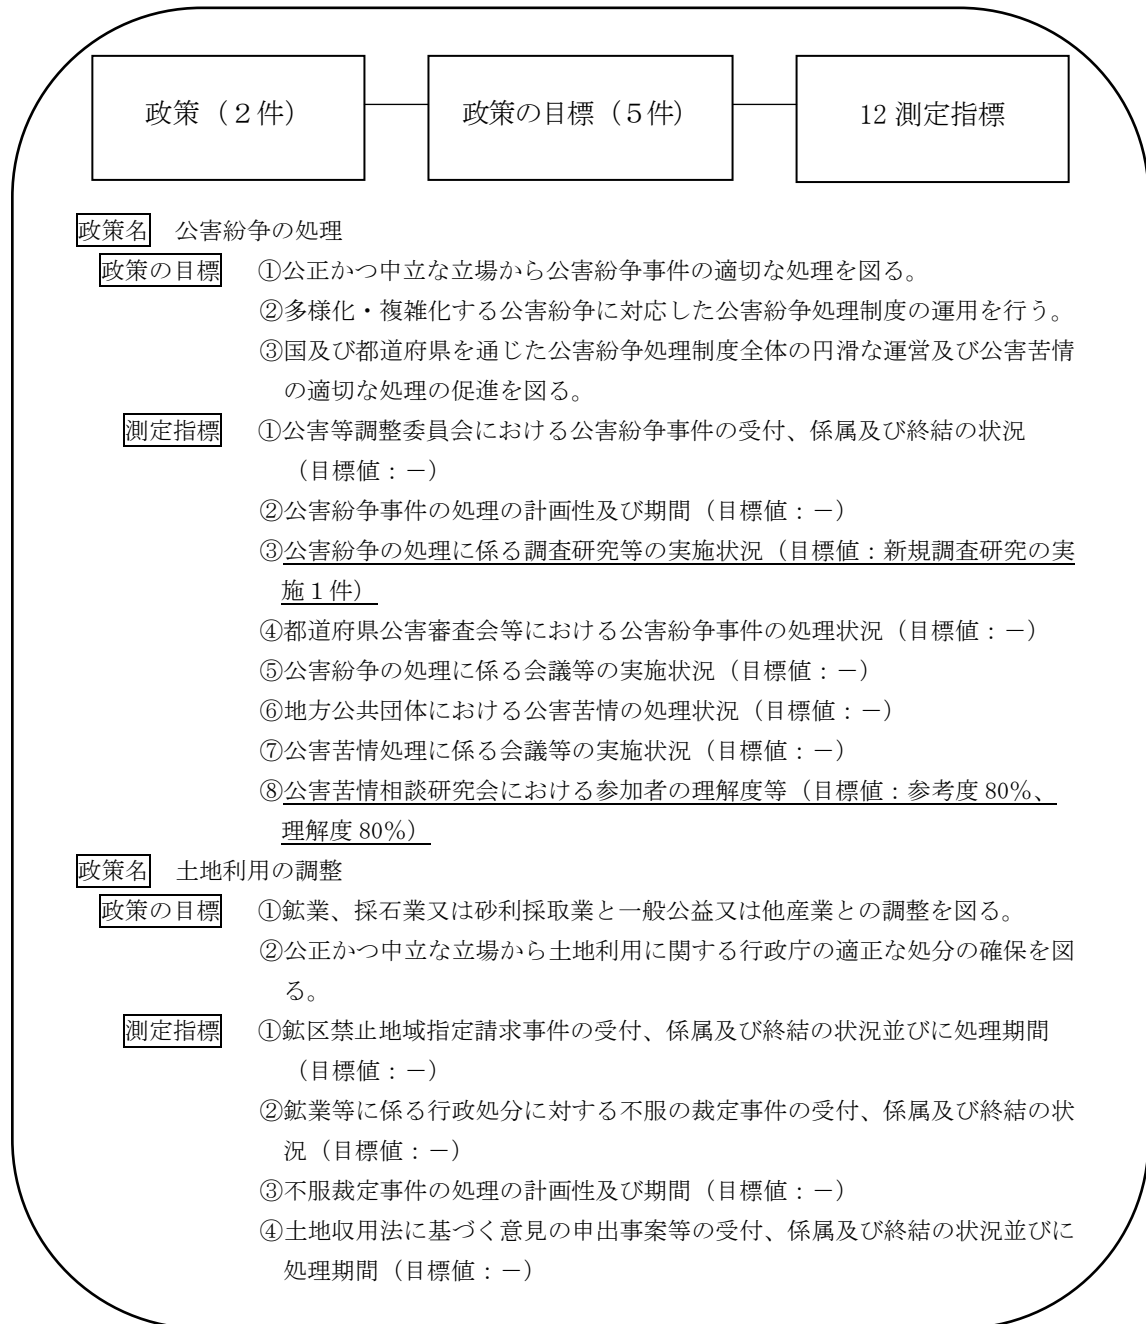 政策（２件）
政策の目標（５件）
12 測定指標
政策名　公害紛争の処理
政策の目標　①公正かつ中立な立場から公害紛争事件の適切な処理を図る。
②多様化・複雑化する公害紛争に対応した公害紛争処理制度の運用を行う。
③国及び都道府県を通じた公害紛争処理制度全体の円滑な運営及び公害苦情
の適切な処理の促進を図る。
測定指標　①公害等調整委員会における公害紛争事件の受付、係属及び終結の状況
（目標値：－）
②公害紛争事件の処理の計画性及び期間（目標値：－）
③公害紛争の処理に係る調査研究等の実施状況（目標値：新規調査研究の実
施１件）
④都道府県公害審査会等における公害紛争事件の処理状況（目標値：－）
⑤公害紛争の処理に係る会議等の実施状況（目標値：－）
⑥地方公共団体における公害苦情の処理状況（目標値：－）
⑦公害苦情処理に係る会議等の実施状況（目標値：－）
⑧公害苦情相談研究会における参加者の理解度等（目標値：参考度 80％、
理解度 80％）
政策名　土地利用の調整
政策の目標　①鉱業、採石業又は砂利採取業と一般公益又は他産業との調整を図る。
②公正かつ中立な立場から土地利用に関する行政庁の適正な処分の確保を図
る。
測定指標　①鉱区禁止地域指定請求事件の受付、係属及び終結の状況並びに処理期間
（目標値：－）
②鉱業等に係る行政処分に対する不服の裁定事件の受付、係属及び終結の状
況（目標値：－）
③不服裁定事件の処理の計画性及び期間（目標値：－）
④土地収用法に基づく意見の申出事案等の受付、係属及び終結の状況並びに
処理期間（目標値：－）